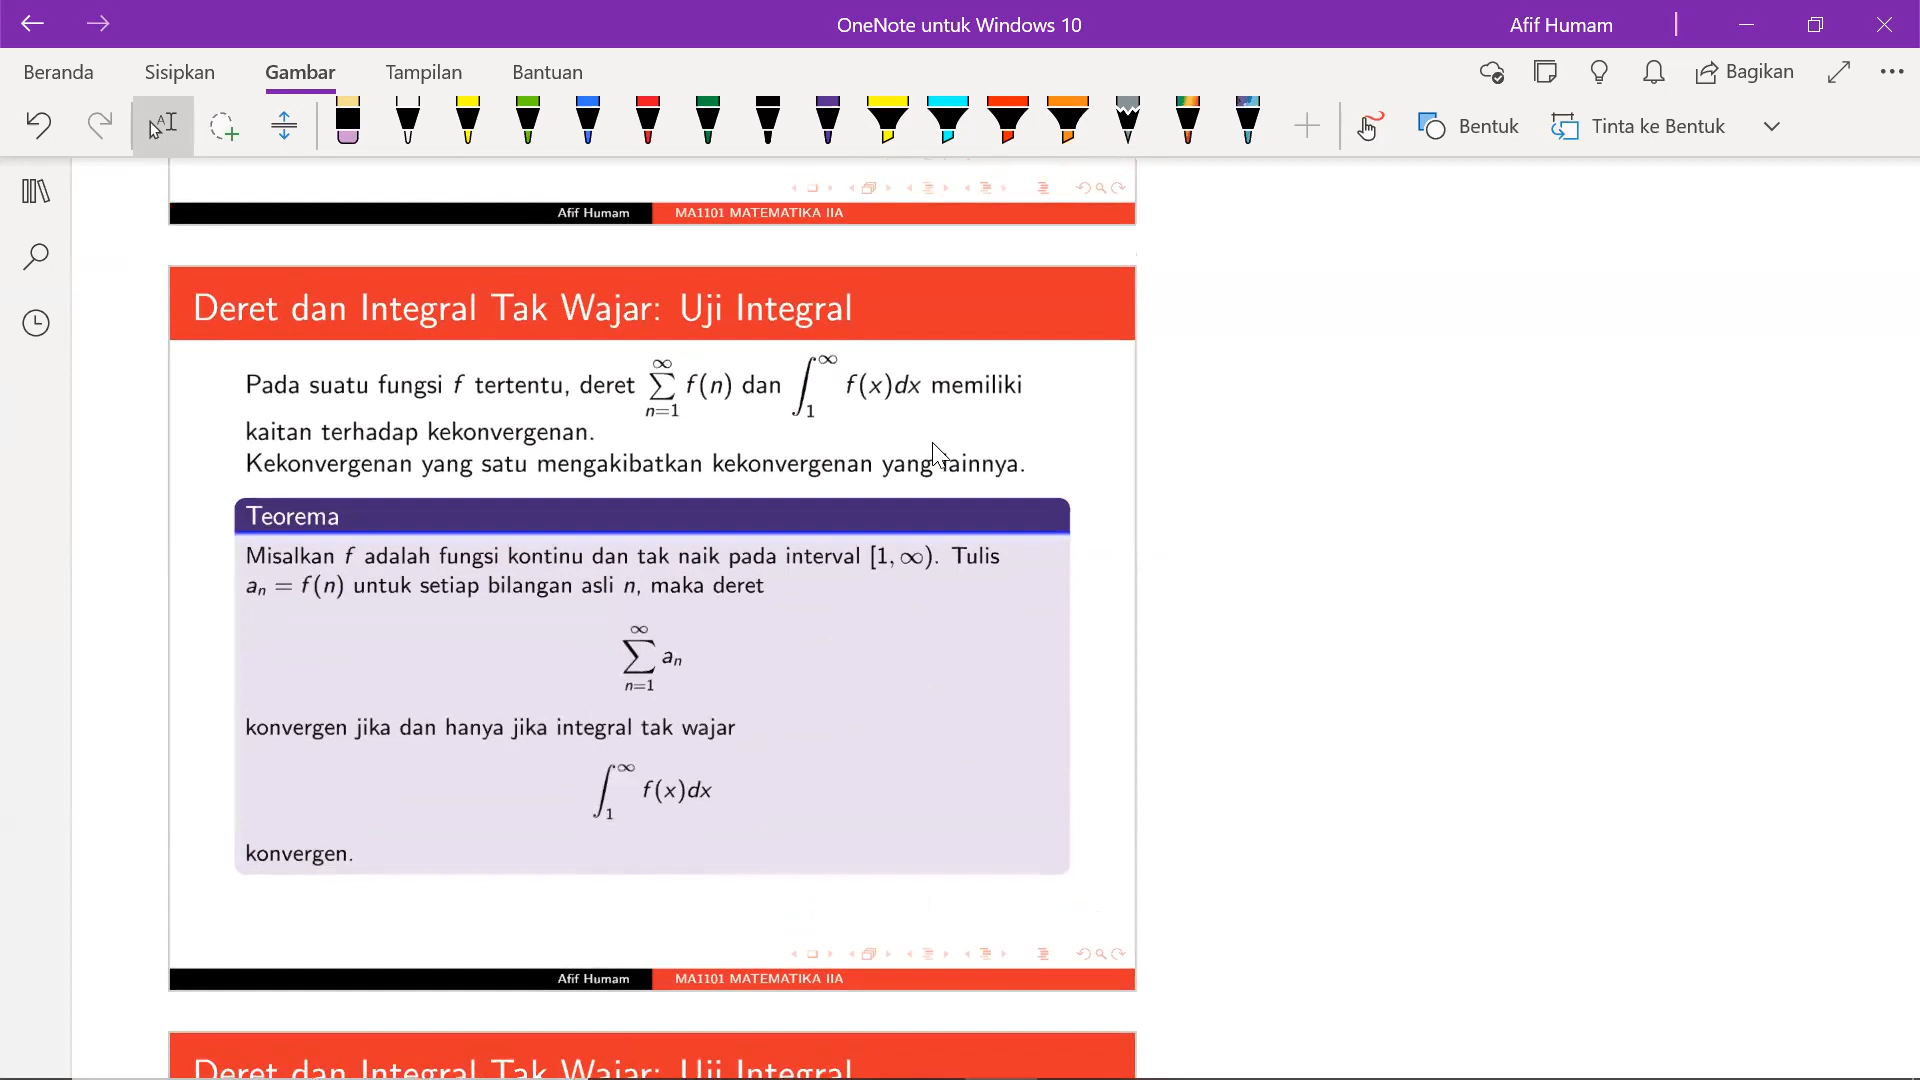 OneNote untuk Windows 10
Afif Humam
Beranda Sisipkan Gambar Tampilan Bantuan
Bagikan
Bentuk Tinta ke Bentuk
Afif Humam MA1101 MATEMATIKA IIA
Deret dan Integral Tak Wajar: Uji Integral
Pada suatu fungsi f tertentu, deret ∑_{n=1}^{∞} f(n) dan ∫_1^∞ f(x)dx memiliki
kaitan terhadap kekonvergenan.
Kekonvergenan yang satu mengakibatkan kekonvergenan yang lainnya.
Teorema
Misalkan f adalah fungsi kontinu dan tak naik pada interval [1, ∞). Tulis
a_n = f(n) untuk setiap bilangan asli n, maka deret
∑_{n=1}^{∞} a_n
konvergen jika dan hanya jika integral tak wajar
∫_1^∞ f(x)dx
konvergen.
Afif Humam MA1101 MATEMATIKA IIA
Deret dan Integral Tak Wajar: Uji Integral